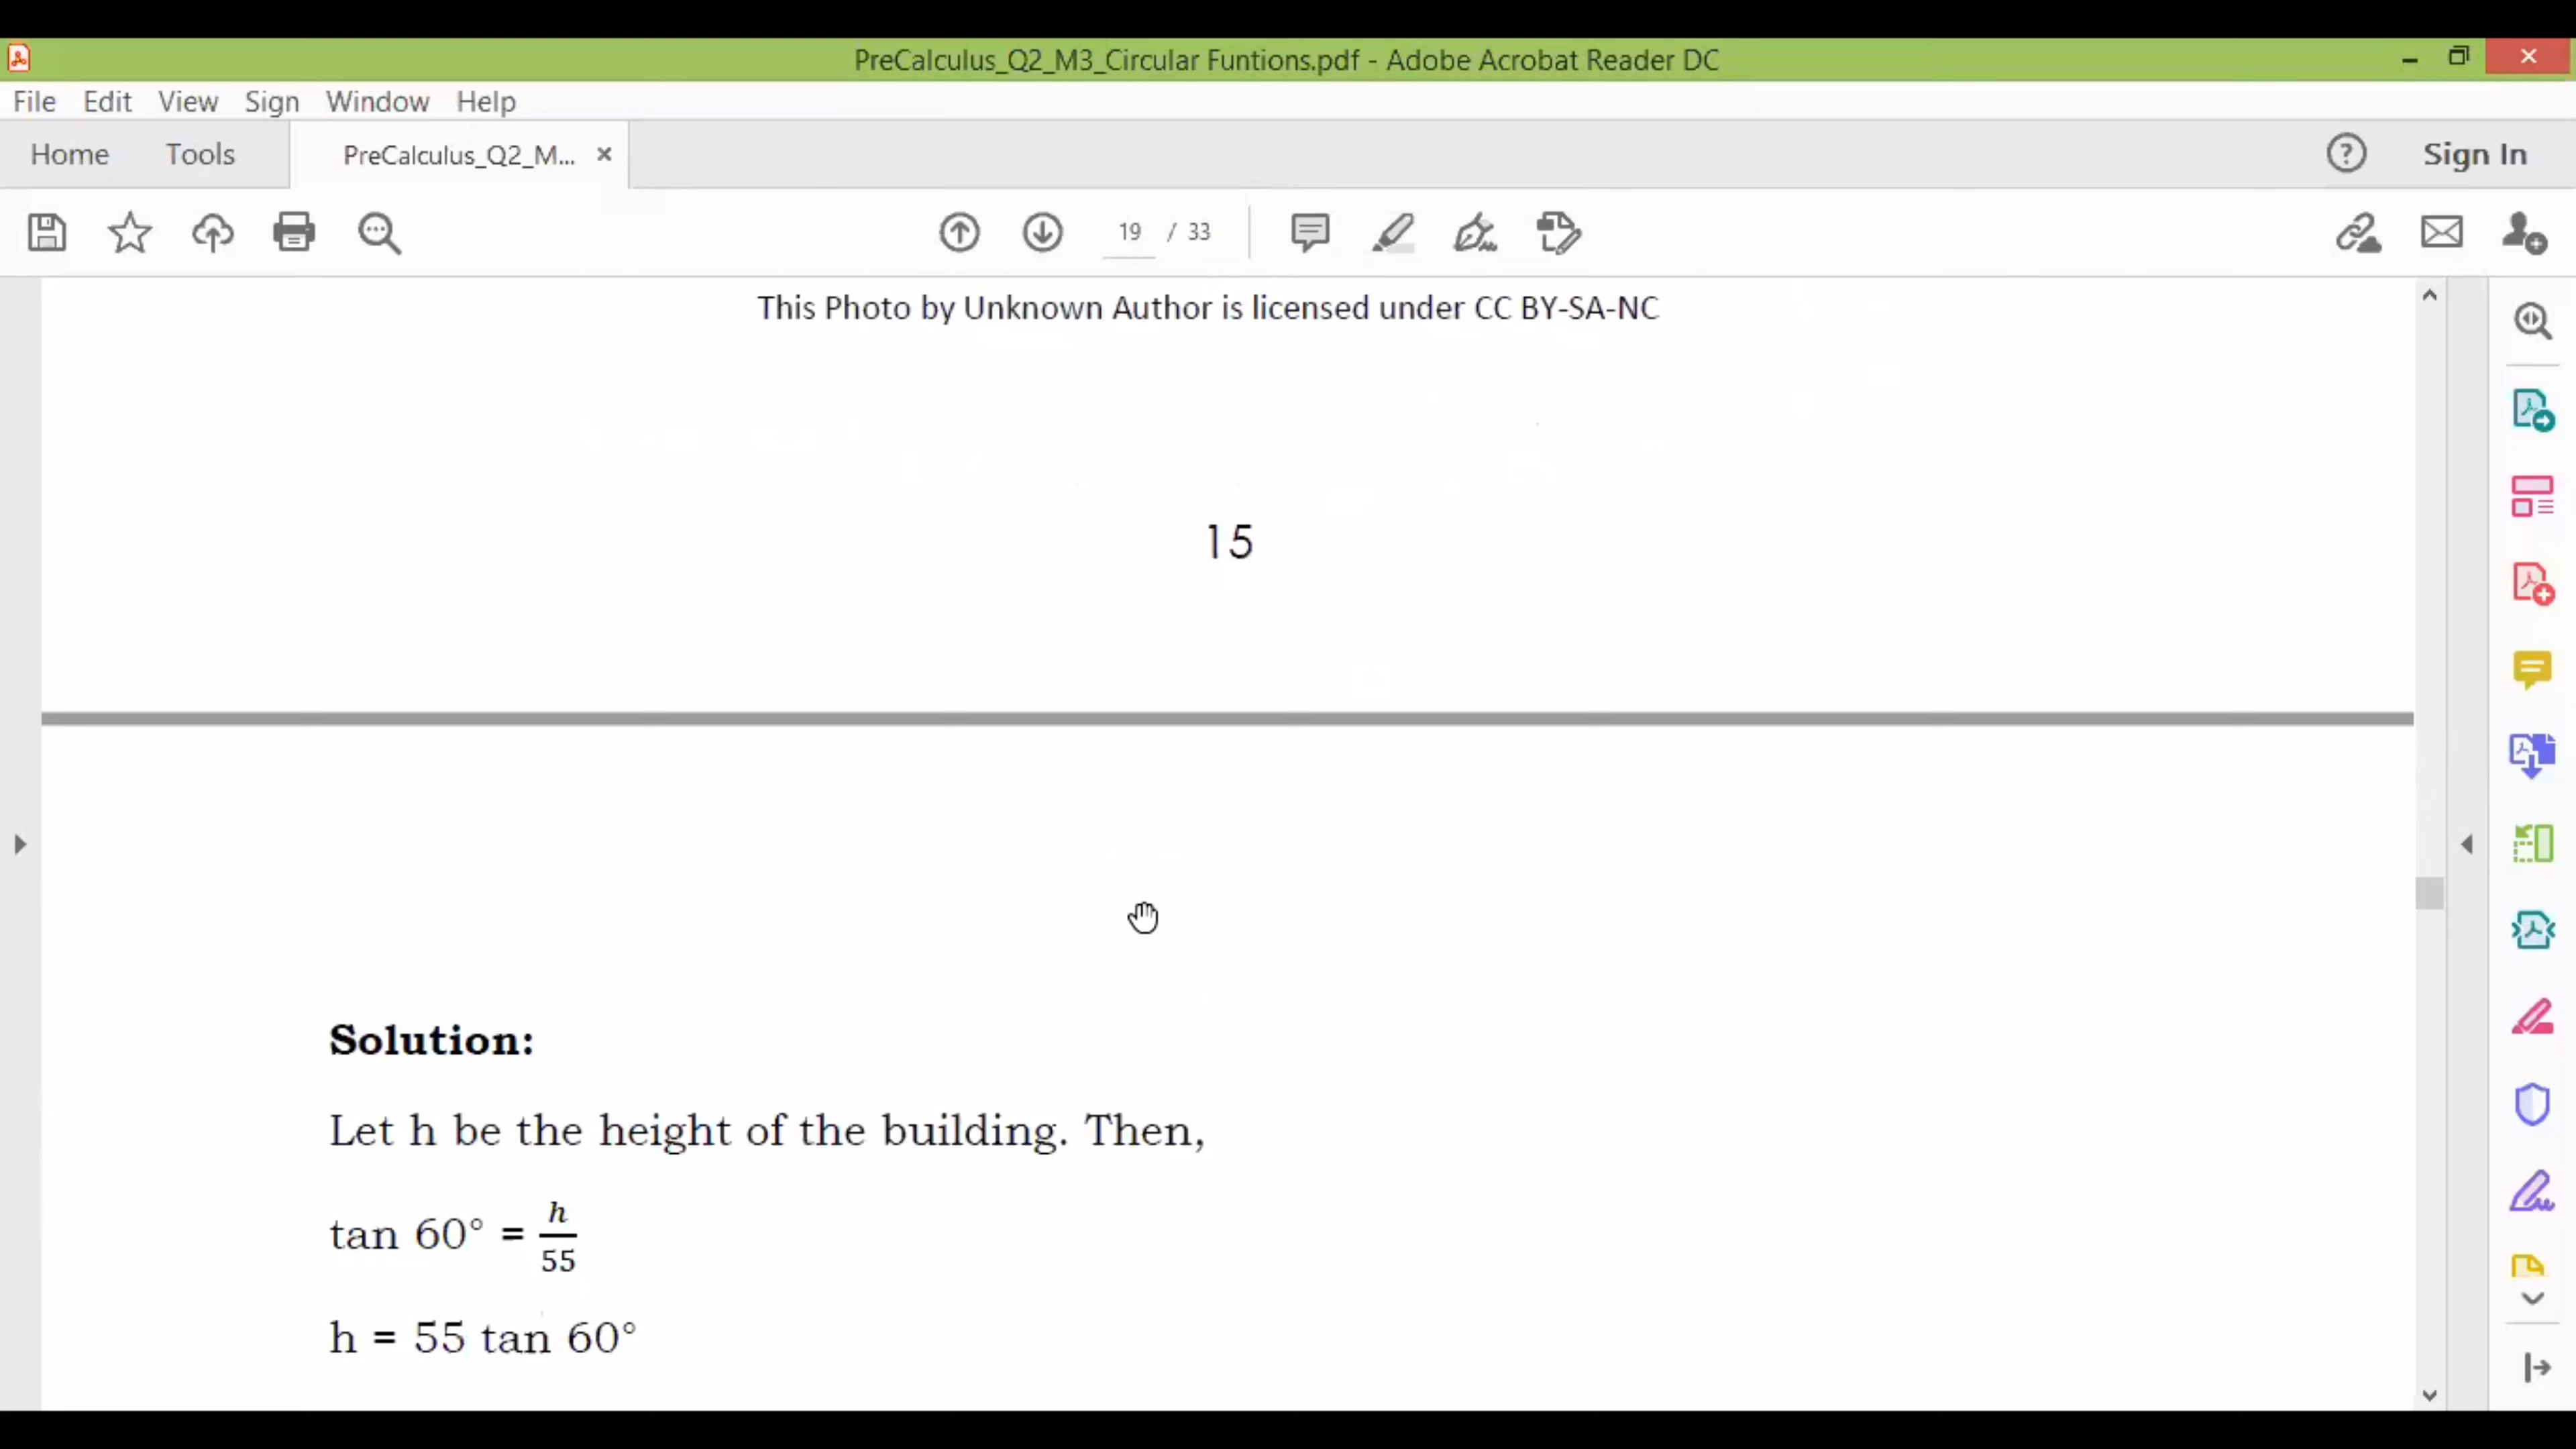 PreCalculus_Q2_M3_Circular Funtions.pdf - Adobe Acrobat Reader DC
File Edit View Sign Window Help
Home Tools PreCalculus_Q2_M... × Sign In
19 / 33
This Photo by Unknown Author is licensed under CC BY-SA-NC
15
Solution:
Let h be the height of the building. Then,
tan 60° = h/55
h = 55 tan 60°